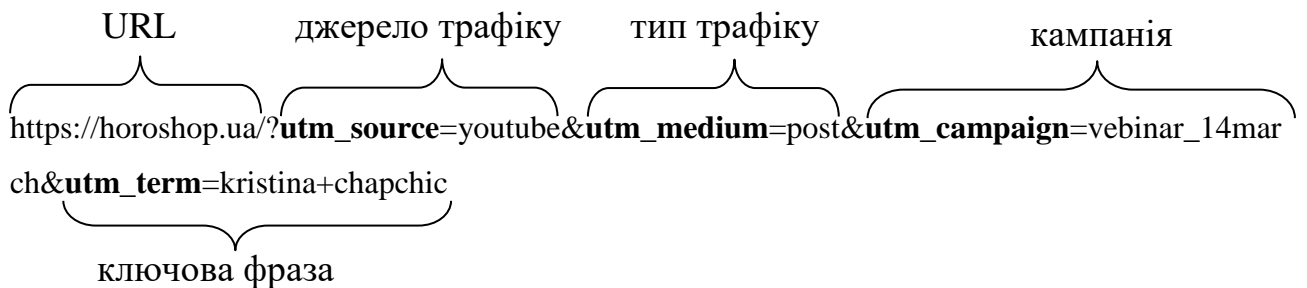 URL джерело трафіку тип трафіку кампанія
https://horoshop.ua/?utm_source=youtube&utm_medium=post&utm_campaign=vebinar_14mar
ch&utm_term=kristina+chapchic
ключова фраза